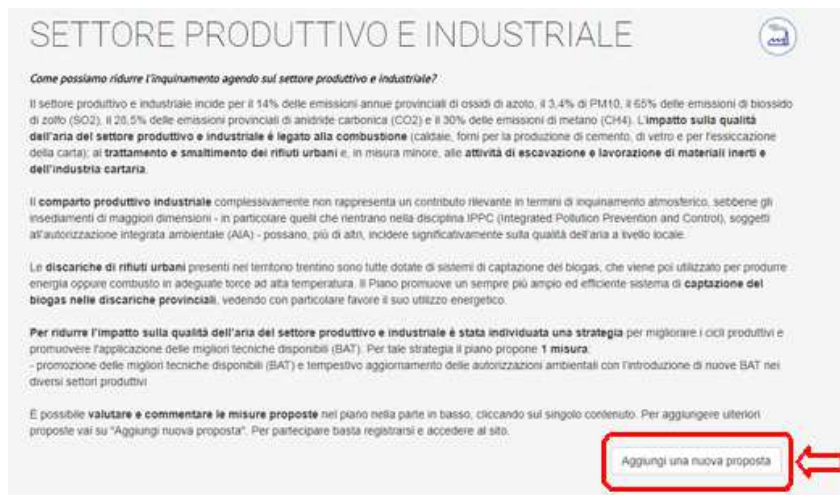 SETTORE PRODUTTIVO E INDUSTRIALE
Come possiamo ridurre l'inquinamento agendo sul settore produttivo e industriale?
Il settore produttivo e industriale incide per il 14% delle emissioni annue provinciali di ossidi di azoto, il 3,4% di PM10, il 65% delle emissioni di biossido
di zolfo (SO2), il 28,5% delle emissioni provinciali di anidride carbonica (CO2) e il 30% delle emissioni di metano (CH4). L'impatto sulla qualità
dell'aria del settore produttivo e industriale è legato alla combustione (caldaie, forni per la produzione di cemento, di vetro e per l'essiccazione
della carta); al trattamento e smaltimento dei rifiuti urbani e, in misura minore, alle attività di escavazione e lavorazione di materiali inerti e
dell'industria cartaria.
Il comparto produttivo industriale complessivamente non rappresenta un contributo rilevante in termini di inquinamento atmosferico, sebbene gli
insediamenti di maggiori dimensioni - in particolare quelli che rientrano nella disciplina IPPC (Integrated Pollution Prevention and Control), soggetti
all'autorizzazione integrata ambientale (AIA) - possano, più di altri, incidere significativamente sulla qualità dell'aria a livello locale.
Le discariche di rifiuti urbani presenti nel territorio trentino sono tutte dotate di sistemi di captazione del biogas, che viene poi utilizzato per produrre
energia oppure combusto in adeguate torce ad alta temperatura. Il Piano promuove un sempre più ampio ed efficiente sistema di captazione del
biogas nelle discariche provinciali, vedendo con particolare favore il suo utilizzo energetico.
Per ridurre l'impatto sulla qualità dell'aria del settore produttivo e industriale è stata individuata una strategia per migliorare i cicli produttivi e
promuovere l'applicazione delle migliori tecniche disponibili (BAT). Per tale strategia il piano propone 1 misura:
- promozione delle migliori tecniche disponibili (BAT) e tempestivo aggiornamento delle autorizzazioni ambientali con l'introduzione di nuove BAT nei
diversi settori produttivi
È possibile valutare e commentare le misure proposte nel piano nella parte in basso, cliccando sul singolo contenuto. Per aggiungere ulteriori
proposte vai su "Aggiungi nuova proposta". Per partecipare basta registrarsi e accedere al sito.
Aggiungi una nuova proposta